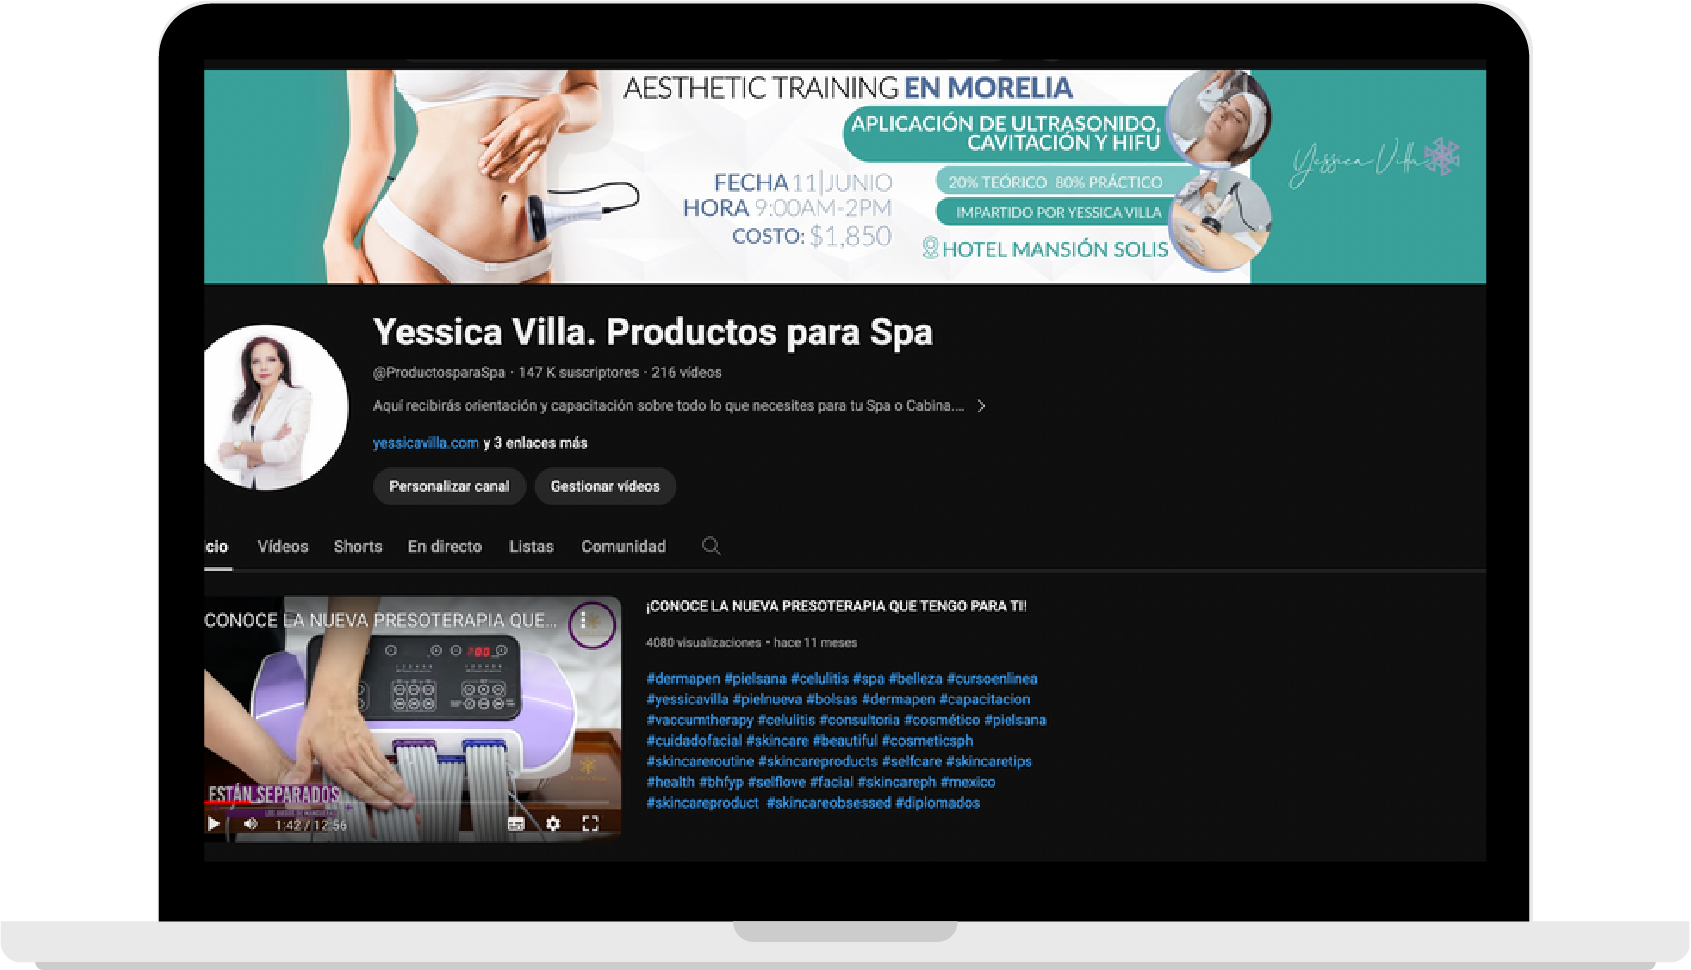 AESTHETIC TRAINING EN MORELIA
APLICACIÓN DE ULTRASONIDO,
CAVITACIÓN Y HIFU
FECHA 11|JUNIO
HORA 9:00AM-2PM
COSTO: $1,850
20% TEÓRICO 80% PRÁCTICO
IMPARTIDO POR YESSICA VILLA
HOTEL MANSIÓN SOLIS
Yessica Villa
Yessica Villa. Productos para Spa
@ProductosparaSpa · 147 K suscriptores · 216 vídeos
Aquí recibirás orientación y capacitación sobre todo lo que necesites para tu Spa o Cabina.... >
yessicavilla.com y 3 enlaces más
Personalizar canal Gestionar vídeos
cio Vídeos Shorts En directo Listas Comunidad
CONOCE LA NUEVA PRESOTERAPIA QUE...
ESTÁN SEPARADOS
1:42 / 12:56
¡CONOCE LA NUEVA PRESOTERAPIA QUE TENGO PARA TI!
4080 visualizaciones • hace 11 meses
#dermapen #pielsana #celulitis #spa #belleza #cursoenlinea
#yessicavilla #pielnueva #bolsas #dermapen #capacitacion
#vaccumtherapy #celulitis #consultoria #cosmético #pielsana
#cuidadofacial #skincare #beautiful #cosmeticsph
#skincareroutine #skincareproducts #selfcare #skincaretips
#health #bhfyp #selflove #facial #skincareph #mexico
#skincareproduct #skincareobsessed #diplomados